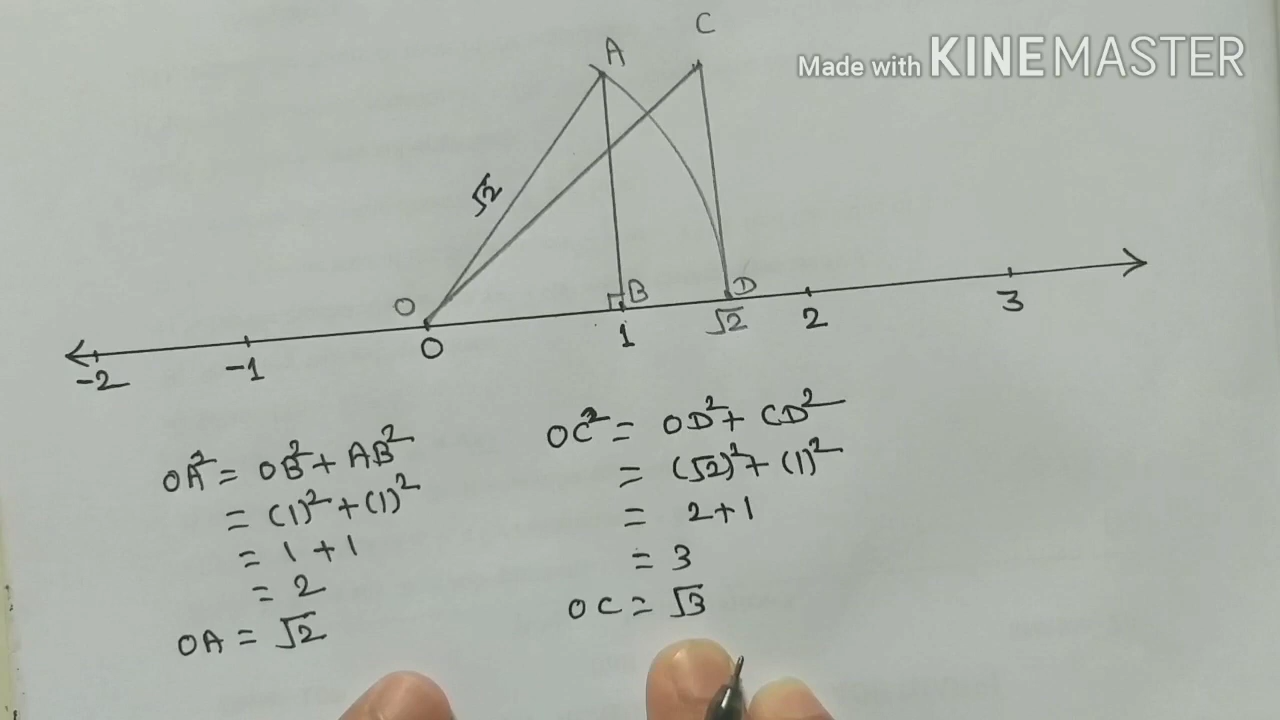 Made with KINEMASTER
A C
√2
O B D
-2 -1 0 1 √2 2 3
OA² = OB² + AB²
= (1)² + (1)²
= 1 + 1
= 2
OA = √2
OC² = OD² + CD²
= (√2)² + (1)²
= 2 + 1
= 3
OC = √3